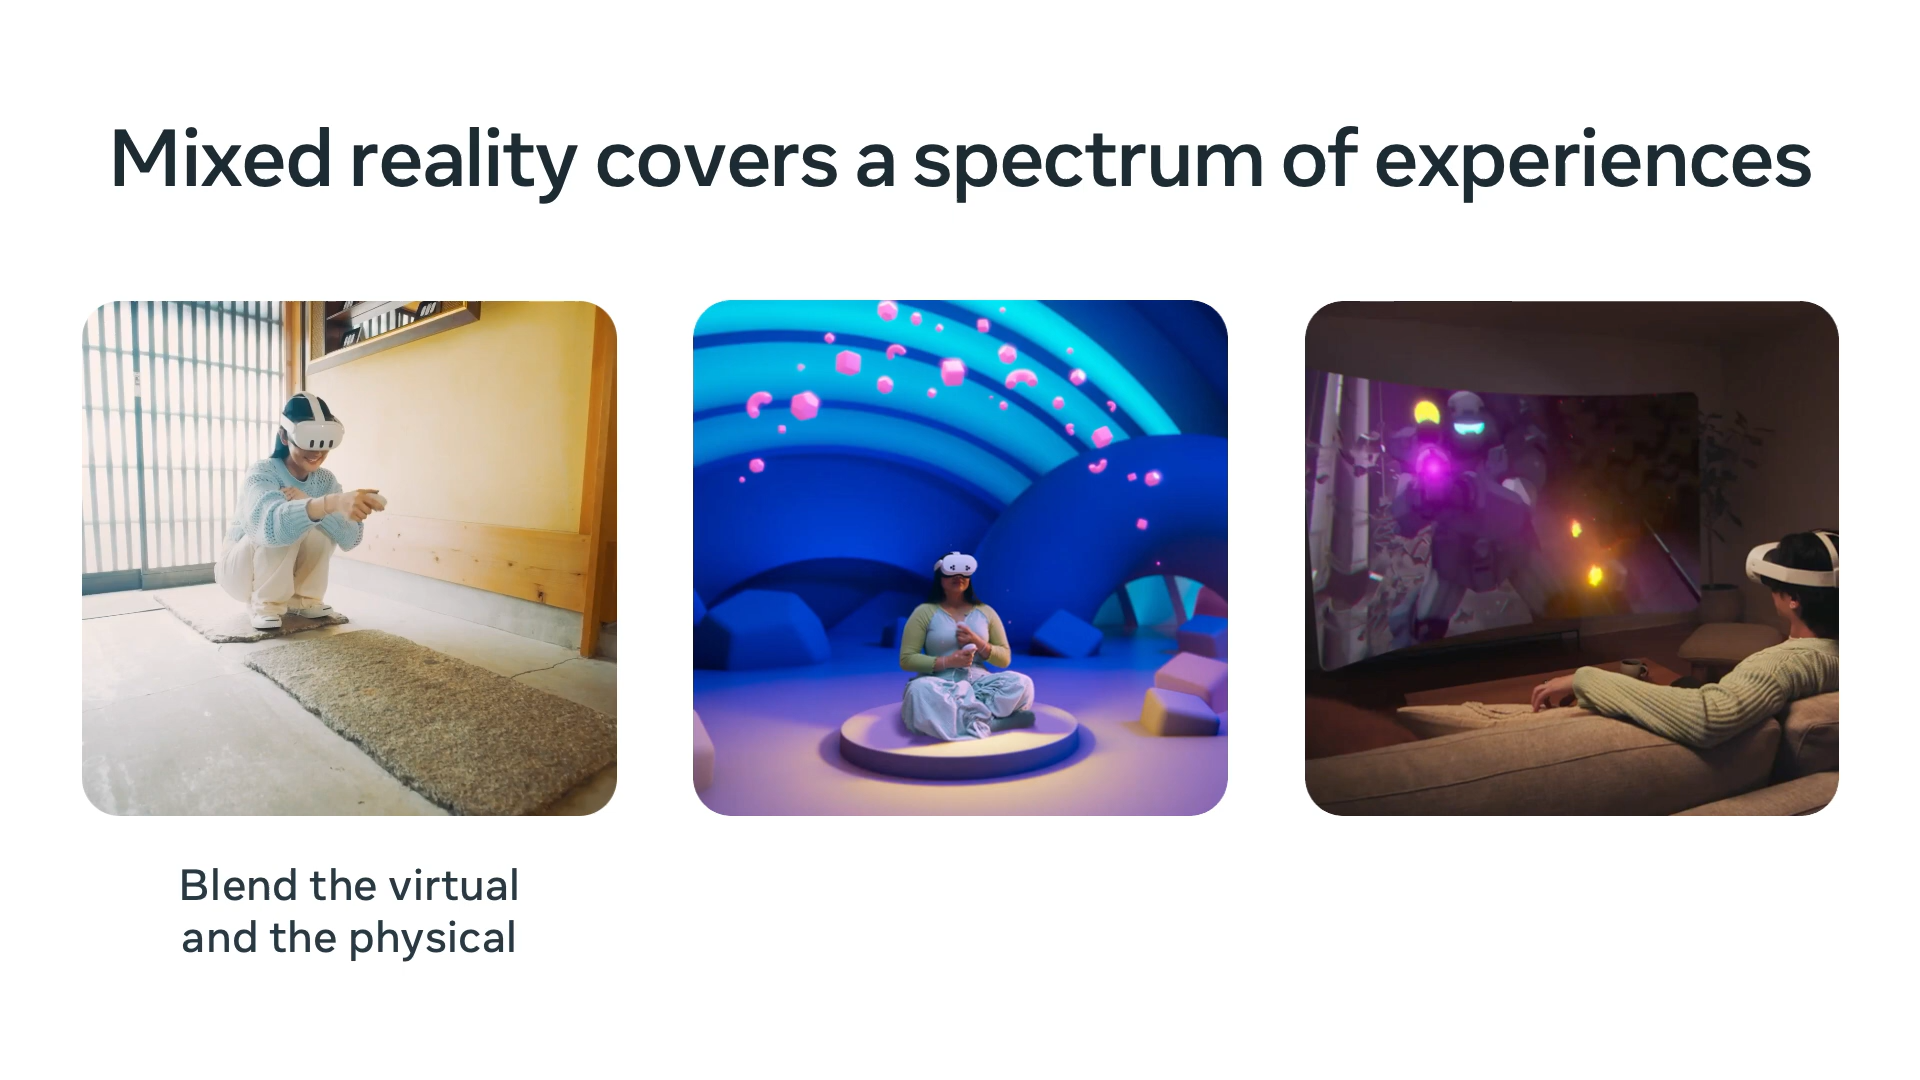 Mixed reality covers a spectrum of experiences
Blend the virtual
and the physical